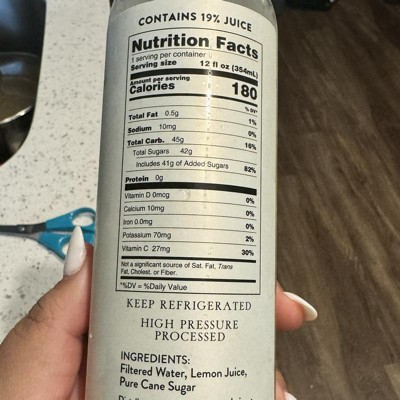 CONTAINS 19% JUICE
Nutrition Facts
1 serving per container
Serving size 12 fl oz (354mL)
Amount per serving
Calories 180
% DV*
Total Fat 0.5g 1%
Sodium 10mg 0%
Total Carb. 45g 16%
Total Sugars 42g
Includes 41g of Added Sugars 82%
Protein 0g
Vitamin D 0mcg 0%
Calcium 10mg 0%
Iron 0.0mg 0%
Potassium 70mg 2%
Vitamin C 27mg 30%
Not a significant source of Sat. Fat, Trans
Fat, Cholest. or Fiber.
*%DV = %Daily Value
KEEP REFRIGERATED
HIGH PRESSURE
PROCESSED
INGREDIENTS:
Filtered Water, Lemon Juice,
Pure Cane Sugar